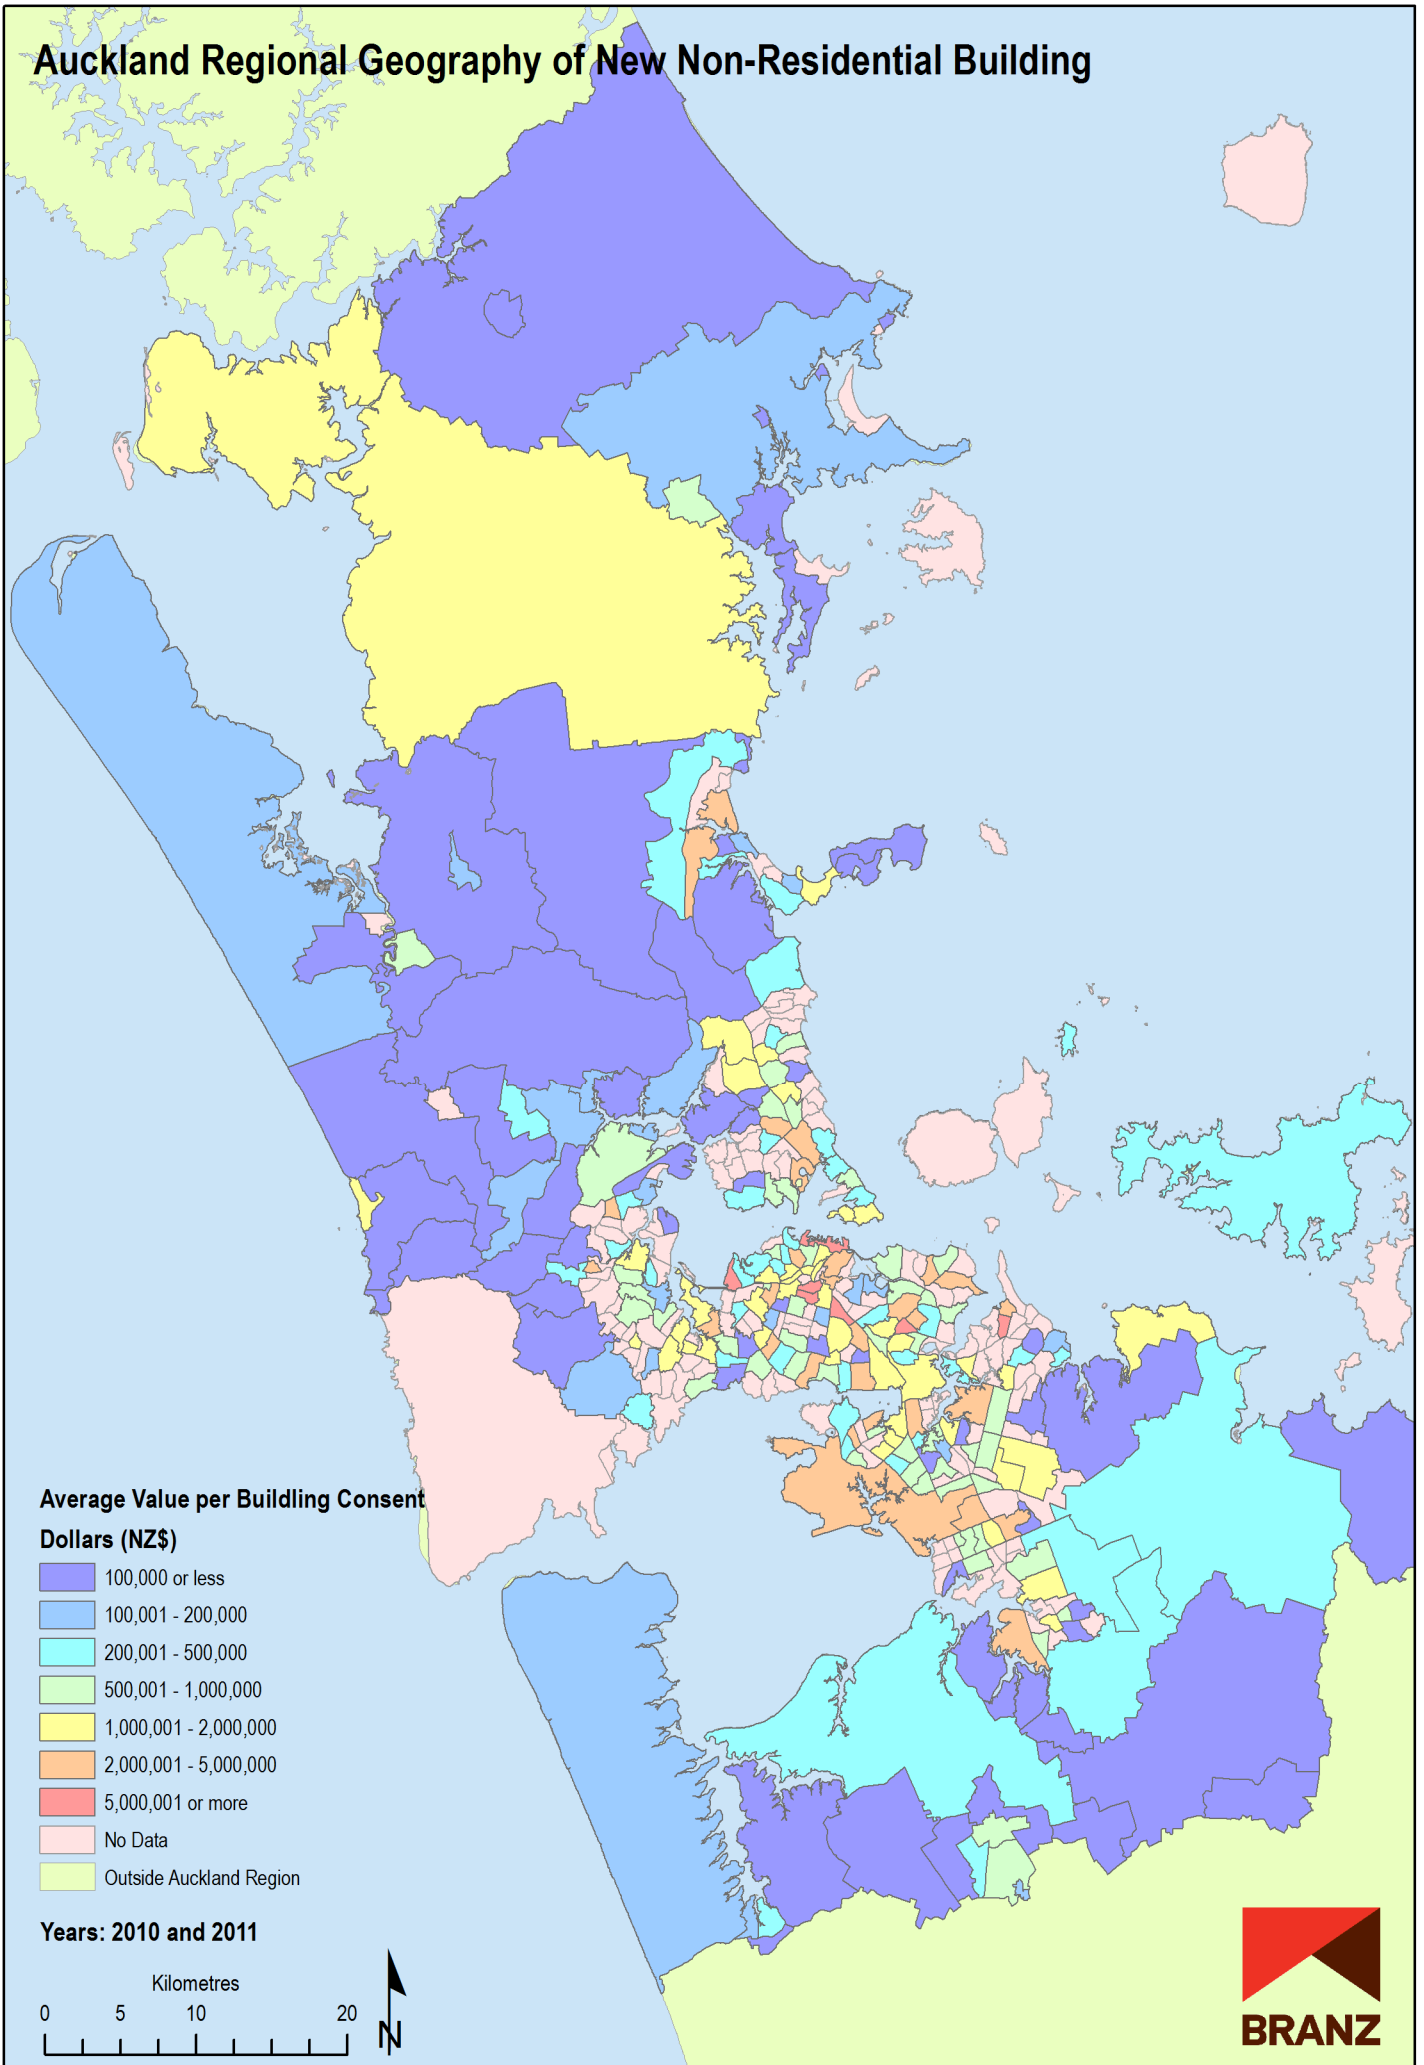 Auckland Regional Geography of New Non-Residential Building
Average Value per Buildling Consent
Dollars (NZ$)
100,000 or less
100,001 - 200,000
200,001 - 500,000
500,001 - 1,000,000
1,000,001 - 2,000,000
2,000,001 - 5,000,000
5,000,001 or more
No Data
Outside Auckland Region
Years: 2010 and 2011
Kilometres
0 5 10 20
N
BRANZ